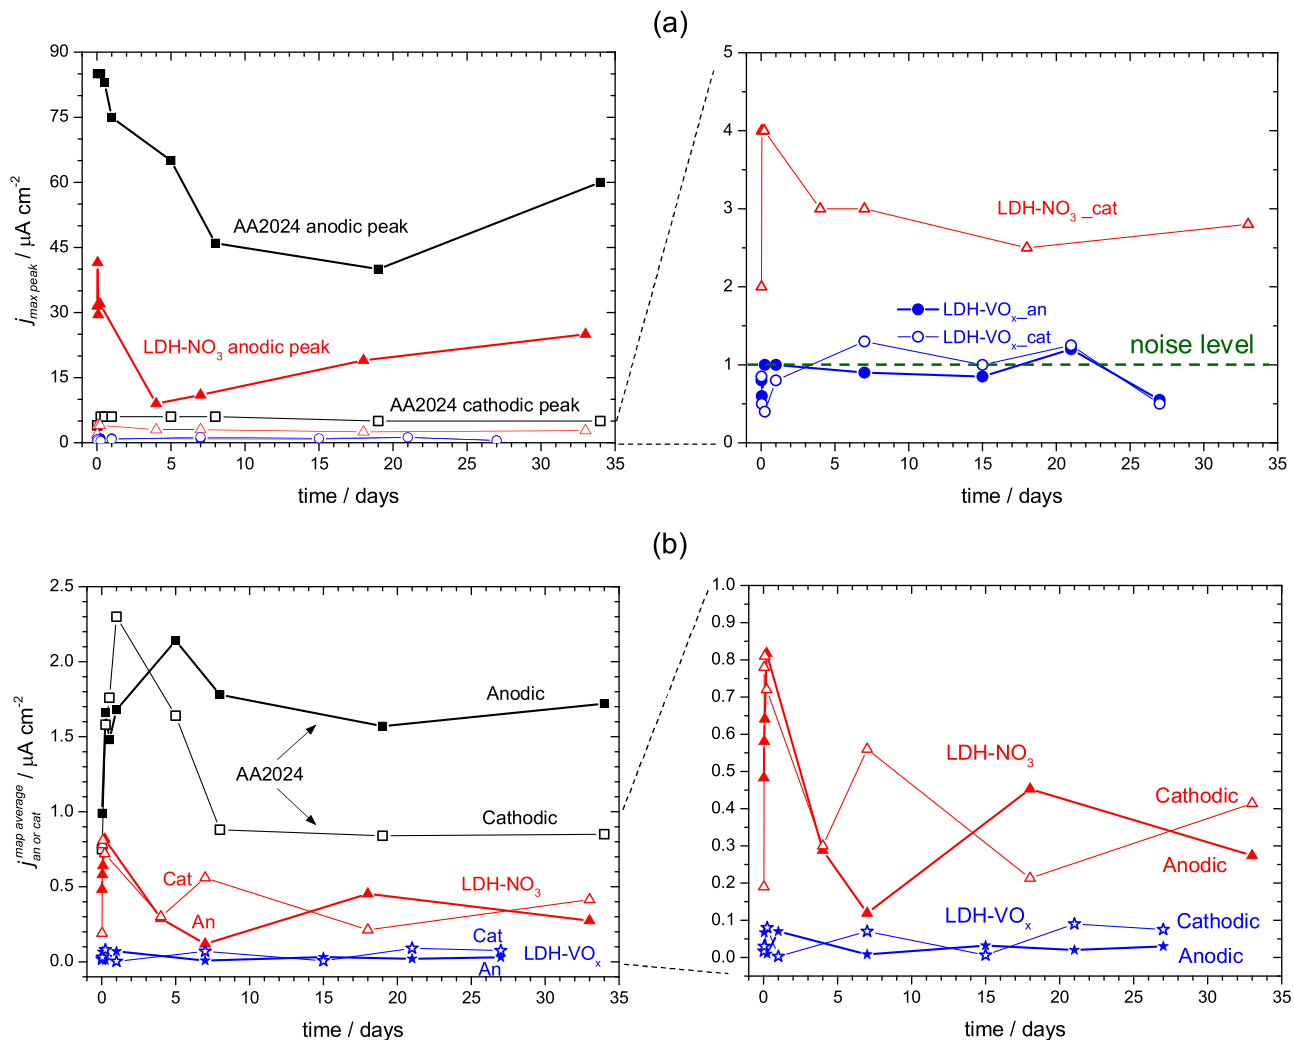 (a)
90
75
60
45
30
15
0
j max peak / μA cm-2
AA2024 anodic peak
LDH-NO3 anodic peak
AA2024 cathodic peak
0 5 10 15 20 25 30 35
time / days
5
4
3
2
1
0
LDH-NO3_cat
LDH-VOx_an
LDH-VOx_cat
noise level
0 5 10 15 20 25 30 35
time / days
(b)
2.5
2.0
1.5
1.0
0.5
0.0
j map average an or cat / μA cm-2
Anodic
AA2024
Cathodic
Cat
An
LDH-NO3
Cat
LDH-VOx
An
0 5 10 15 20 25 30 35
time / days
1.0
0.9
0.8
0.7
0.6
0.5
0.4
0.3
0.2
0.1
0.0
LDH-NO3
Cathodic
Anodic
LDH-VOx
Cathodic
Anodic
0 5 10 15 20 25 30 35
time / days